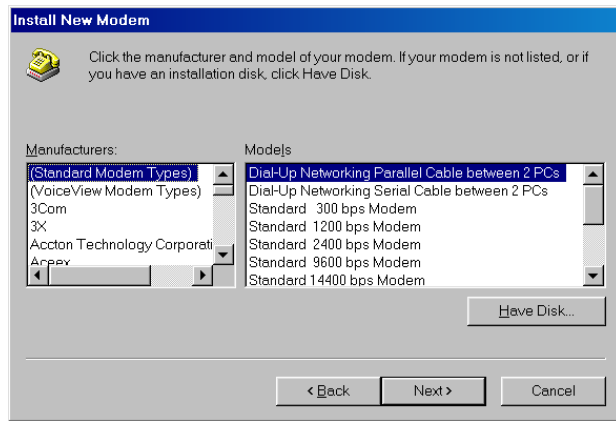 Install New Modem
Click the manufacturer and model of your modem. If your modem is not listed, or if
you have an installation disk, click Have Disk.
Manufacturers:
(Standard Modem Types)
(VoiceView Modem Types)
3Com
3X
Accton Technology Corporati
Aceex
Models
Dial-Up Networking Parallel Cable between 2 PCs
Dial-Up Networking Serial Cable between 2 PCs
Standard 300 bps Modem
Standard 1200 bps Modem
Standard 2400 bps Modem
Standard 9600 bps Modem
Standard 14400 bps Modem
Have Disk...
< Back
Next >
Cancel